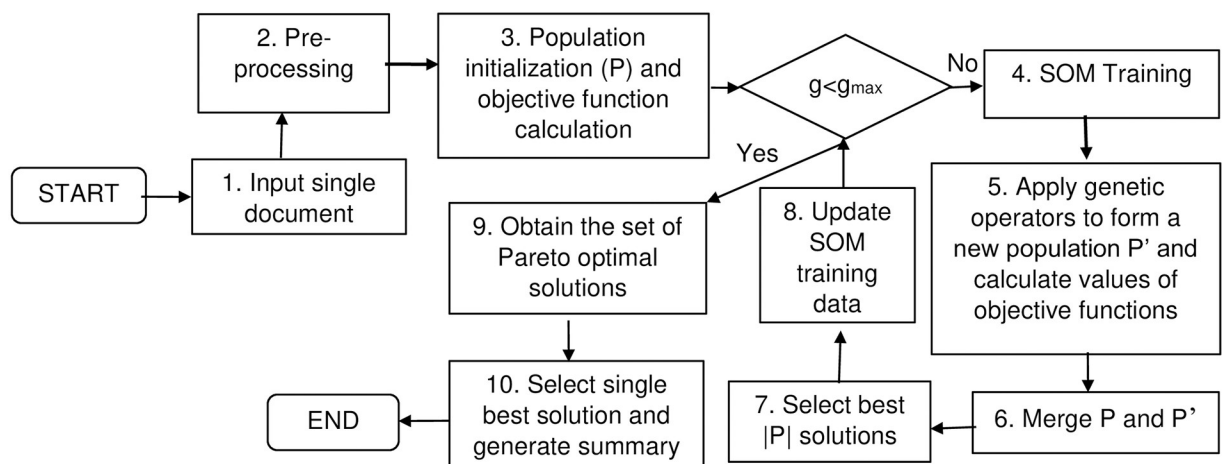 START
1. Input single
document
2. Pre-
processing
3. Population
initialization (P) and
objective function
calculation
g<gmax
No
Yes
4. SOM Training
5. Apply genetic
operators to form a
new population P’ and
calculate values of
objective functions
6. Merge P and P’
7. Select best
|P| solutions
8. Update
SOM
training
data
9. Obtain the set of
Pareto optimal
solutions
10. Select single
best solution and
generate summary
END